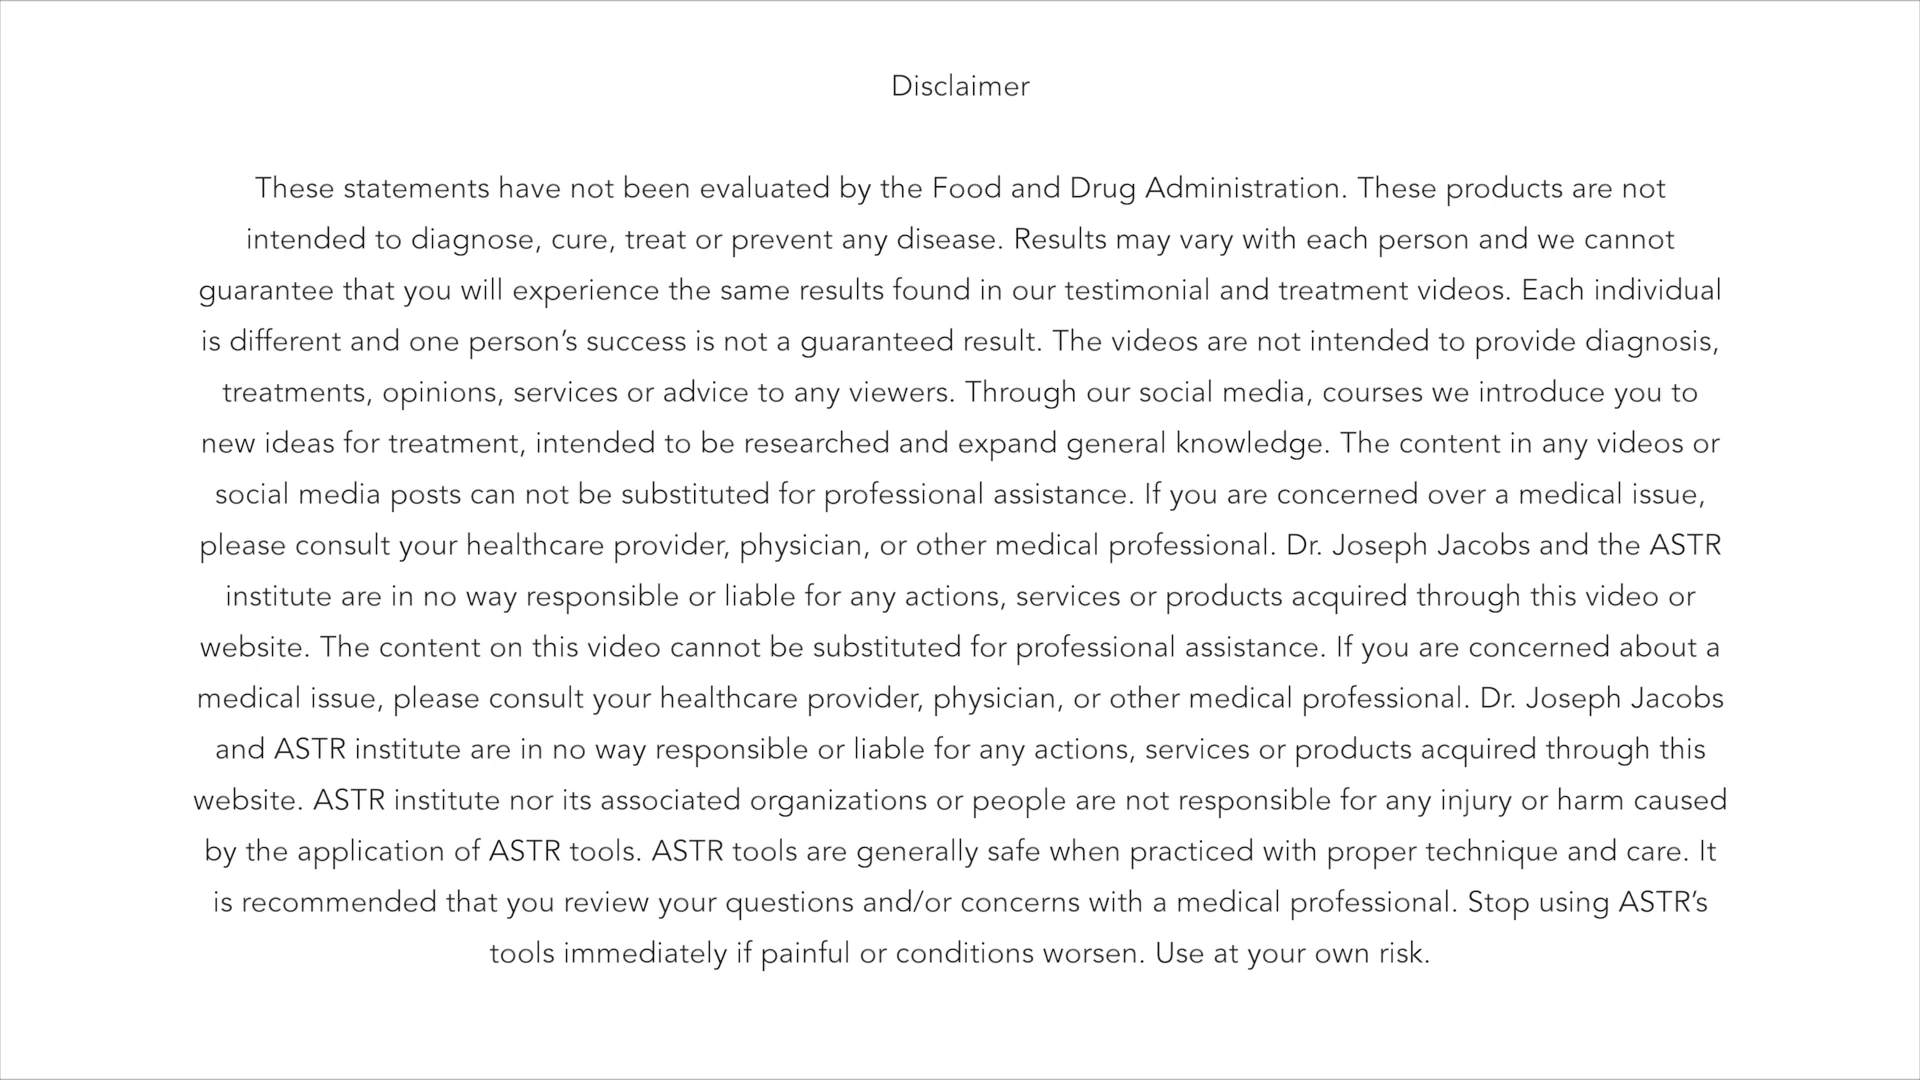 Disclaimer
These statements have not been evaluated by the Food and Drug Administration. These products are not
intended to diagnose, cure, treat or prevent any disease. Results may vary with each person and we cannot
guarantee that you will experience the same results found in our testimonial and treatment videos. Each individual
is different and one person’s success is not a guaranteed result. The videos are not intended to provide diagnosis,
treatments, opinions, services or advice to any viewers. Through our social media, courses we introduce you to
new ideas for treatment, intended to be researched and expand general knowledge. The content in any videos or
social media posts can not be substituted for professional assistance. If you are concerned over a medical issue,
please consult your healthcare provider, physician, or other medical professional. Dr. Joseph Jacobs and the ASTR
institute are in no way responsible or liable for any actions, services or products acquired through this video or
website. The content on this video cannot be substituted for professional assistance. If you are concerned about a
medical issue, please consult your healthcare provider, physician, or other medical professional. Dr. Joseph Jacobs
and ASTR institute are in no way responsible or liable for any actions, services or products acquired through this
website. ASTR institute nor its associated organizations or people are not responsible for any injury or harm caused
by the application of ASTR tools. ASTR tools are generally safe when practiced with proper technique and care. It
is recommended that you review your questions and/or concerns with a medical professional. Stop using ASTR’s
tools immediately if painful or conditions worsen. Use at your own risk.